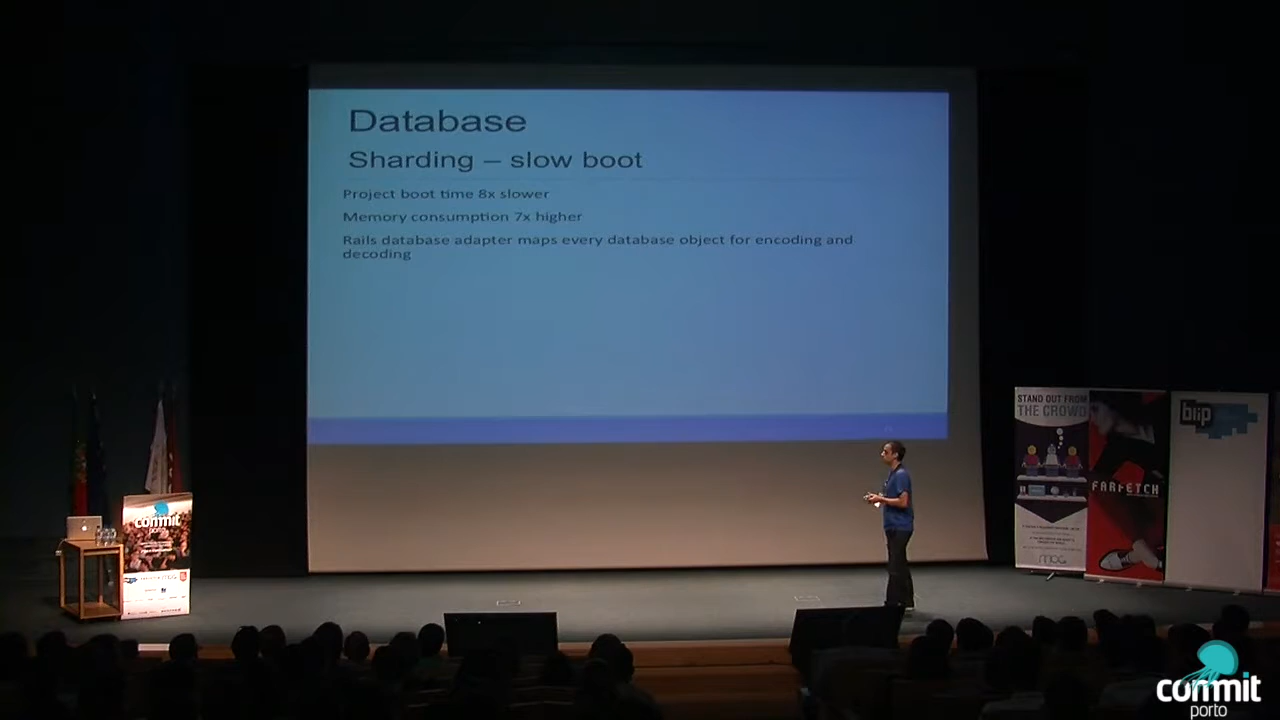 Database
Sharding – slow boot
Project boot time 8x slower
Memory consumption 7x higher
Rails database adapter maps every database object for encoding and
decoding
STAND OUT FROM
THE CROWD
FARFETCH
blip
commit
porto
commit
porto